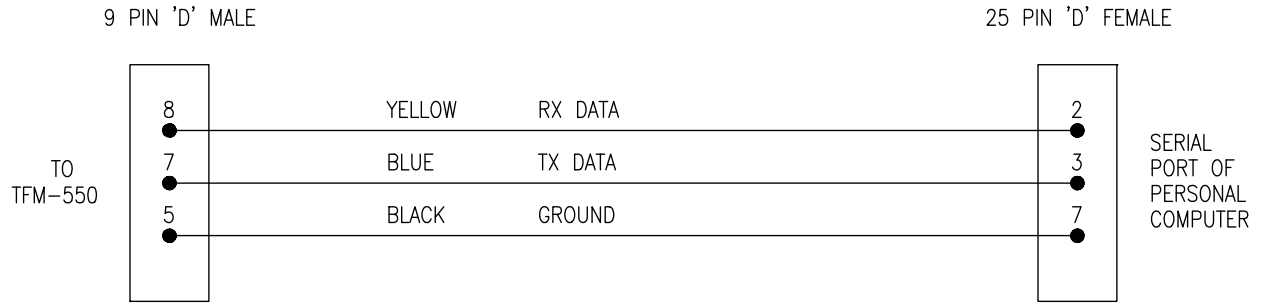 9 PIN 'D' MALE
25 PIN 'D' FEMALE
8 YELLOW RX DATA 2
7 BLUE TX DATA 3
5 BLACK GROUND 7
TO
TFM-550
SERIAL
PORT OF
PERSONAL
COMPUTER